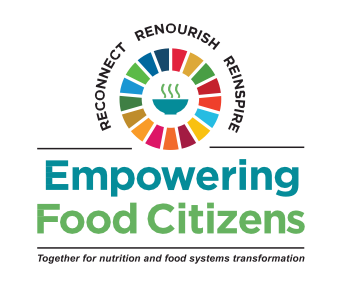 RECONNECT RENOURISH REINSPIRE
Empowering
Food Citizens
Together for nutrition and food systems transformation